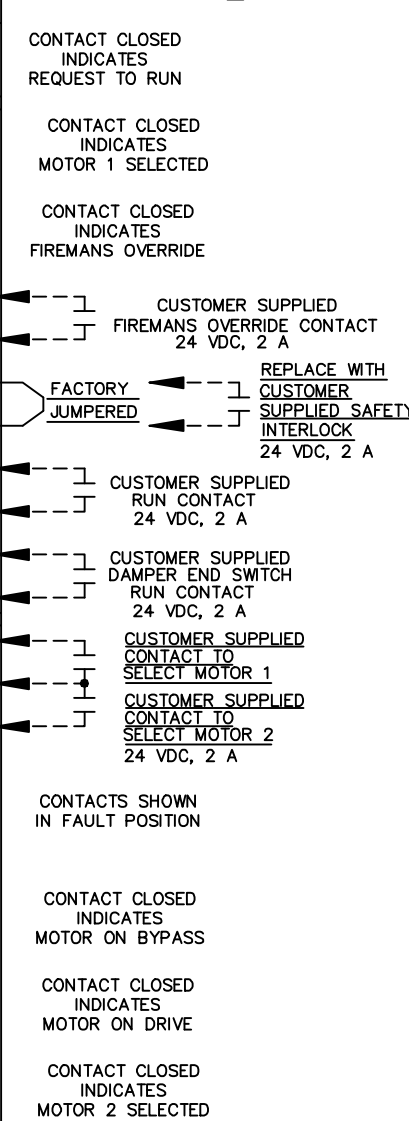 CONTACT CLOSED
INDICATES
REQUEST TO RUN
CONTACT CLOSED
INDICATES
MOTOR 1 SELECTED
CONTACT CLOSED
INDICATES
FIREMANS OVERRIDE
CUSTOMER SUPPLIED
FIREMANS OVERRIDE CONTACT
24 VDC, 2 A
FACTORY
JUMPERED
REPLACE WITH
CUSTOMER
SUPPLIED SAFETY
INTERLOCK
24 VDC, 2 A
CUSTOMER SUPPLIED
RUN CONTACT
24 VDC, 2 A
CUSTOMER SUPPLIED
DAMPER END SWITCH
RUN CONTACT
24 VDC, 2 A
CUSTOMER SUPPLIED
CONTACT TO
SELECT MOTOR 1
CUSTOMER SUPPLIED
CONTACT TO
SELECT MOTOR 2
24 VDC, 2 A
CONTACTS SHOWN
IN FAULT POSITION
CONTACT CLOSED
INDICATES
MOTOR ON BYPASS
CONTACT CLOSED
INDICATES
MOTOR ON DRIVE
CONTACT CLOSED
INDICATES
MOTOR 2 SELECTED